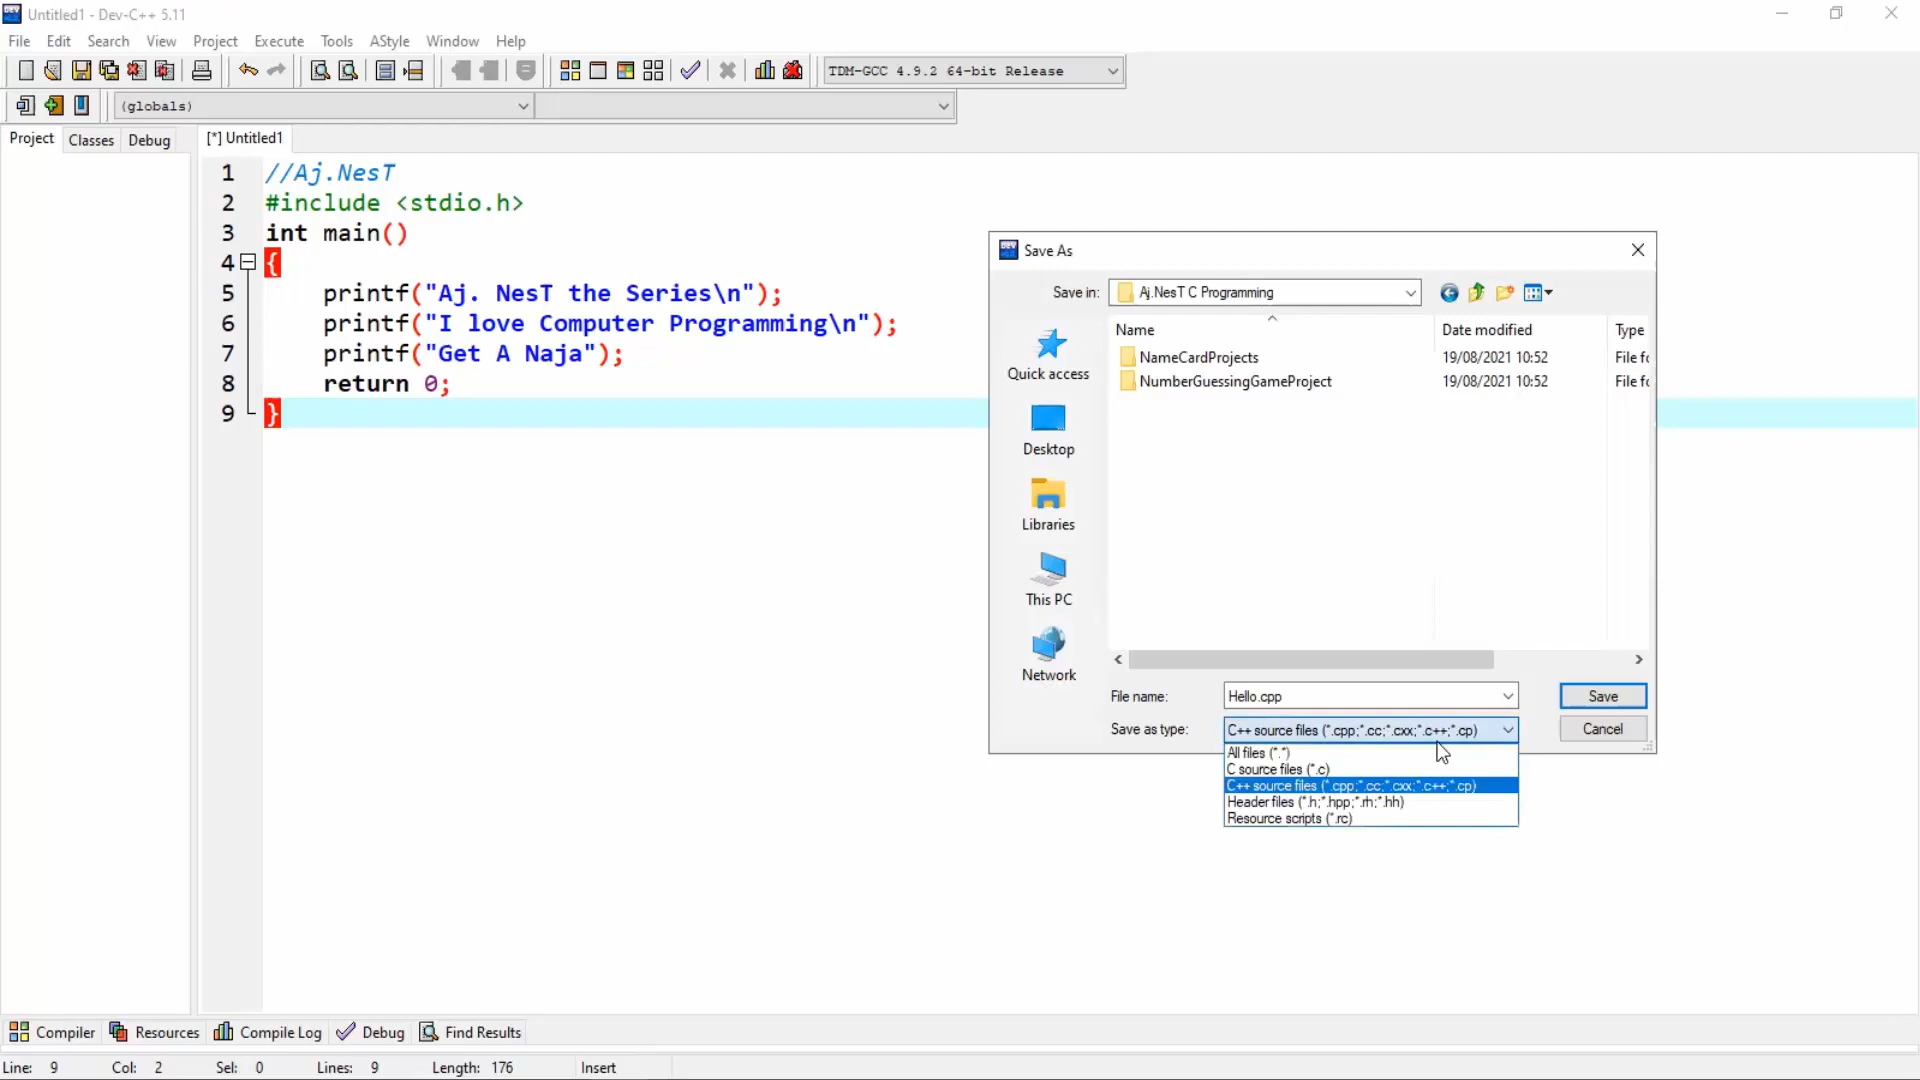 Untitled1 - Dev-C++ 5.11
File Edit Search View Project Execute Tools AStyle Window Help
TDM-GCC 4.9.2 64-bit Release
(globals)
Project Classes Debug [*] Untitled1
1 //Aj.NesT
2 #include <stdio.h>
3 int main()
4 {
5 printf("Aj. NesT the Series\n");
6 printf("I love Computer Programming\n");
7 printf("Get A Naja");
8 return 0;
9 }
Save As
Save in: Aj.NesT C Programming
Name Date modified Type
NameCardProjects 19/08/2021 10:52 File fo
NumberGuessingGameProject 19/08/2021 10:52 File fo
Quick access
Desktop
Libraries
This PC
Network
File name: Hello.cpp Save
Save as type: C++ source files (*.cpp;*.cc;*.cxx;*.c++;*.cp) Cancel
All files (*.*)
C source files (*.c)
C++ source files (*.cpp;*.cc;*.cxx;*.c++;*.cp)
Header files (*.h;*.hpp;*.rh;*.hh)
Resource scripts (*.rc)
Compiler Resources Compile Log Debug Find Results
Line: 9 Col: 2 Sel: 0 Lines: 9 Length: 176 Insert